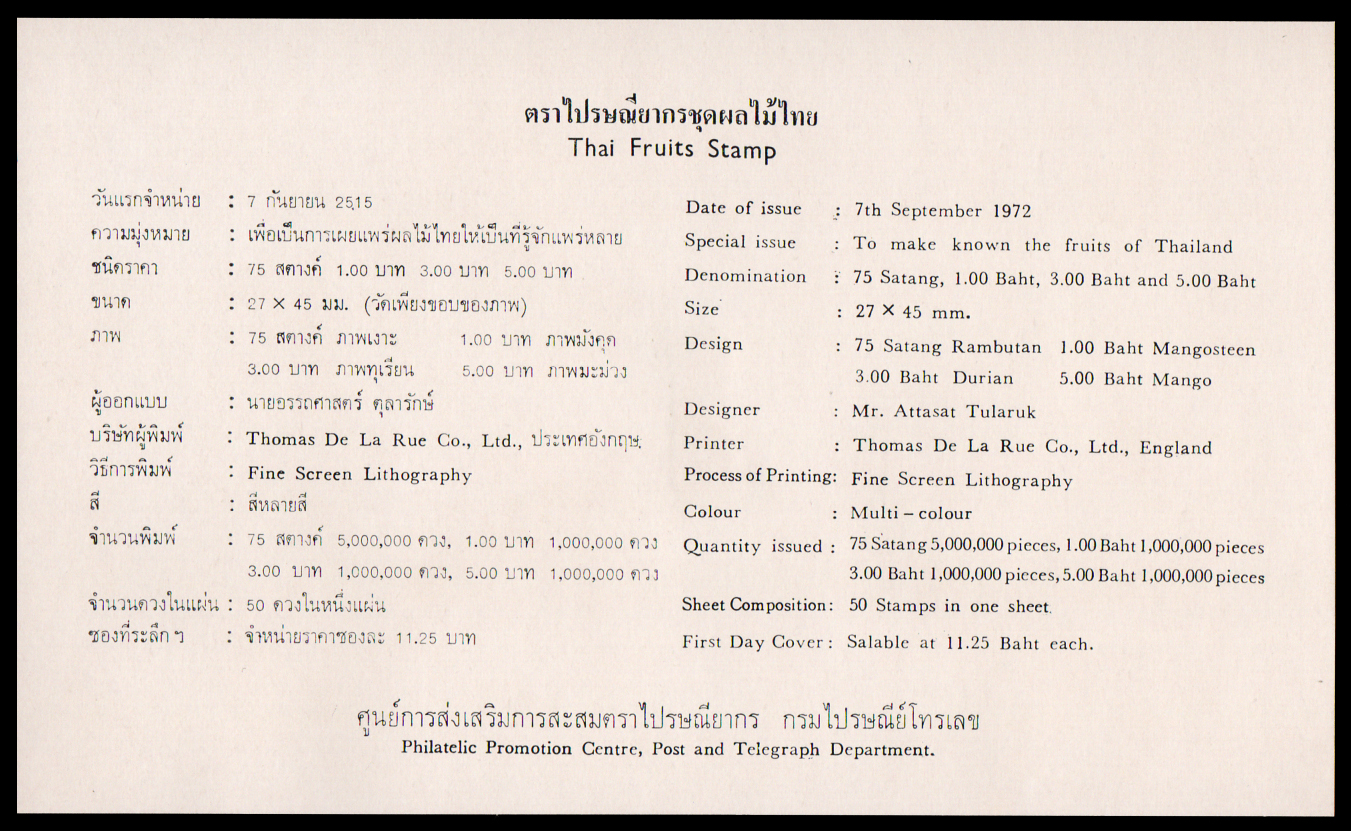 ตราไปรษณียากรชุดผลไม้ไทย
Thai Fruits Stamp
วันแรกจำหน่าย : 7 กันยายน 2515
ความมุ่งหมาย : เพื่อเป็นการเผยแพร่ผลไม้ไทยให้เป็นที่รู้จักแพร่หลาย
ชนิดราคา : 75 สตางค์ 1.00 บาท 3.00 บาท 5.00 บาท
ขนาด : 27 × 45 มม. (วัดเพียงขอบของภาพ)
ภาพ : 75 สตางค์ ภาพเงาะ 1.00 บาท ภาพมังคุด
3.00 บาท ภาพทุเรียน 5.00 บาท ภาพมะม่วง
ผู้ออกแบบ : นายอรรถศาสตร์ ตุลารักษ์
บริษัทผู้พิมพ์ : Thomas De La Rue Co., Ltd., ประเทศอังกฤษ
วิธีการพิมพ์ : Fine Screen Lithography
สี : สีหลายสี
จำนวนพิมพ์ : 75 สตางค์ 5,000,000 ดวง, 1.00 บาท 1,000,000 ดวง
3.00 บาท 1,000,000 ดวง, 5.00 บาท 1,000,000 ดวง
จำนวนดวงในแผ่น : 50 ดวงในหนึ่งแผ่น
ซองที่ระลึกฯ : จำหน่ายราคาซองละ 11.25 บาท
Date of issue : 7th September 1972
Special issue : To make known the fruits of Thailand
Denomination : 75 Satang, 1.00 Baht, 3.00 Baht and 5.00 Baht
Size : 27 × 45 mm.
Design : 75 Satang Rambutan 1.00 Baht Mangosteen
3.00 Baht Durian 5.00 Baht Mango
Designer : Mr. Attasat Tularuk
Printer : Thomas De La Rue Co., Ltd., England
Process of Printing: Fine Screen Lithography
Colour : Multi – colour
Quantity issued : 75 Satang 5,000,000 pieces, 1.00 Baht 1,000,000 pieces
3.00 Baht 1,000,000 pieces, 5.00 Baht 1,000,000 pieces
Sheet Composition: 50 Stamps in one sheet.
First Day Cover : Salable at 11.25 Baht each.
ศูนย์การส่งเสริมการสะสมตราไปรษณียากร กรมไปรษณีย์โทรเลข
Philatelic Promotion Centre, Post and Telegraph Department.